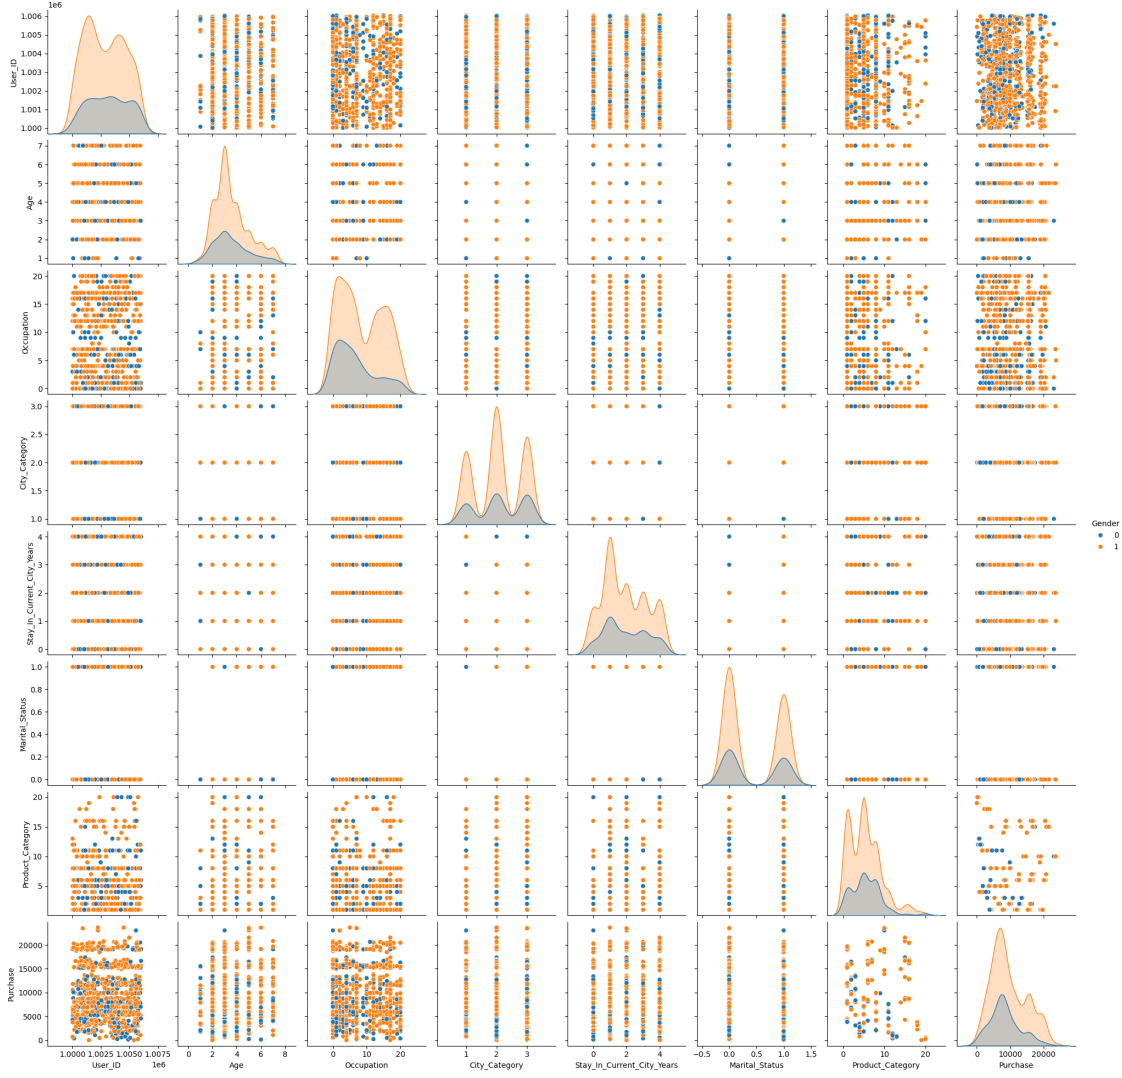 1e6
1.006
1.005
1.004
1.003
1.002
1.001
1.000
User_ID
7
6
5
4
3
2
1
Age
20
15
10
5
0
Occupation
3.0
2.5
2.0
1.5
1.0
City_Category
Gender
0
1
4
3
2
1
0
Stay_In_Current_City_Years
1.0
0.8
0.6
0.4
0.2
0.0
Marital_Status
20
15
10
5
Product_Category
20000
15000
10000
5000
0
Purchase
1.0000 1.0025 1.0050 1.0075
1e6
0 2 4 6 8
0 10 20
1 2 3
0 2 4
−0.5 0.0 0.5 1.0 1.5
0 10 20
0 10000 20000
User_ID
Age
Occupation
City_Category
Stay_In_Current_City_Years
Marital_Status
Product_Category
Purchase